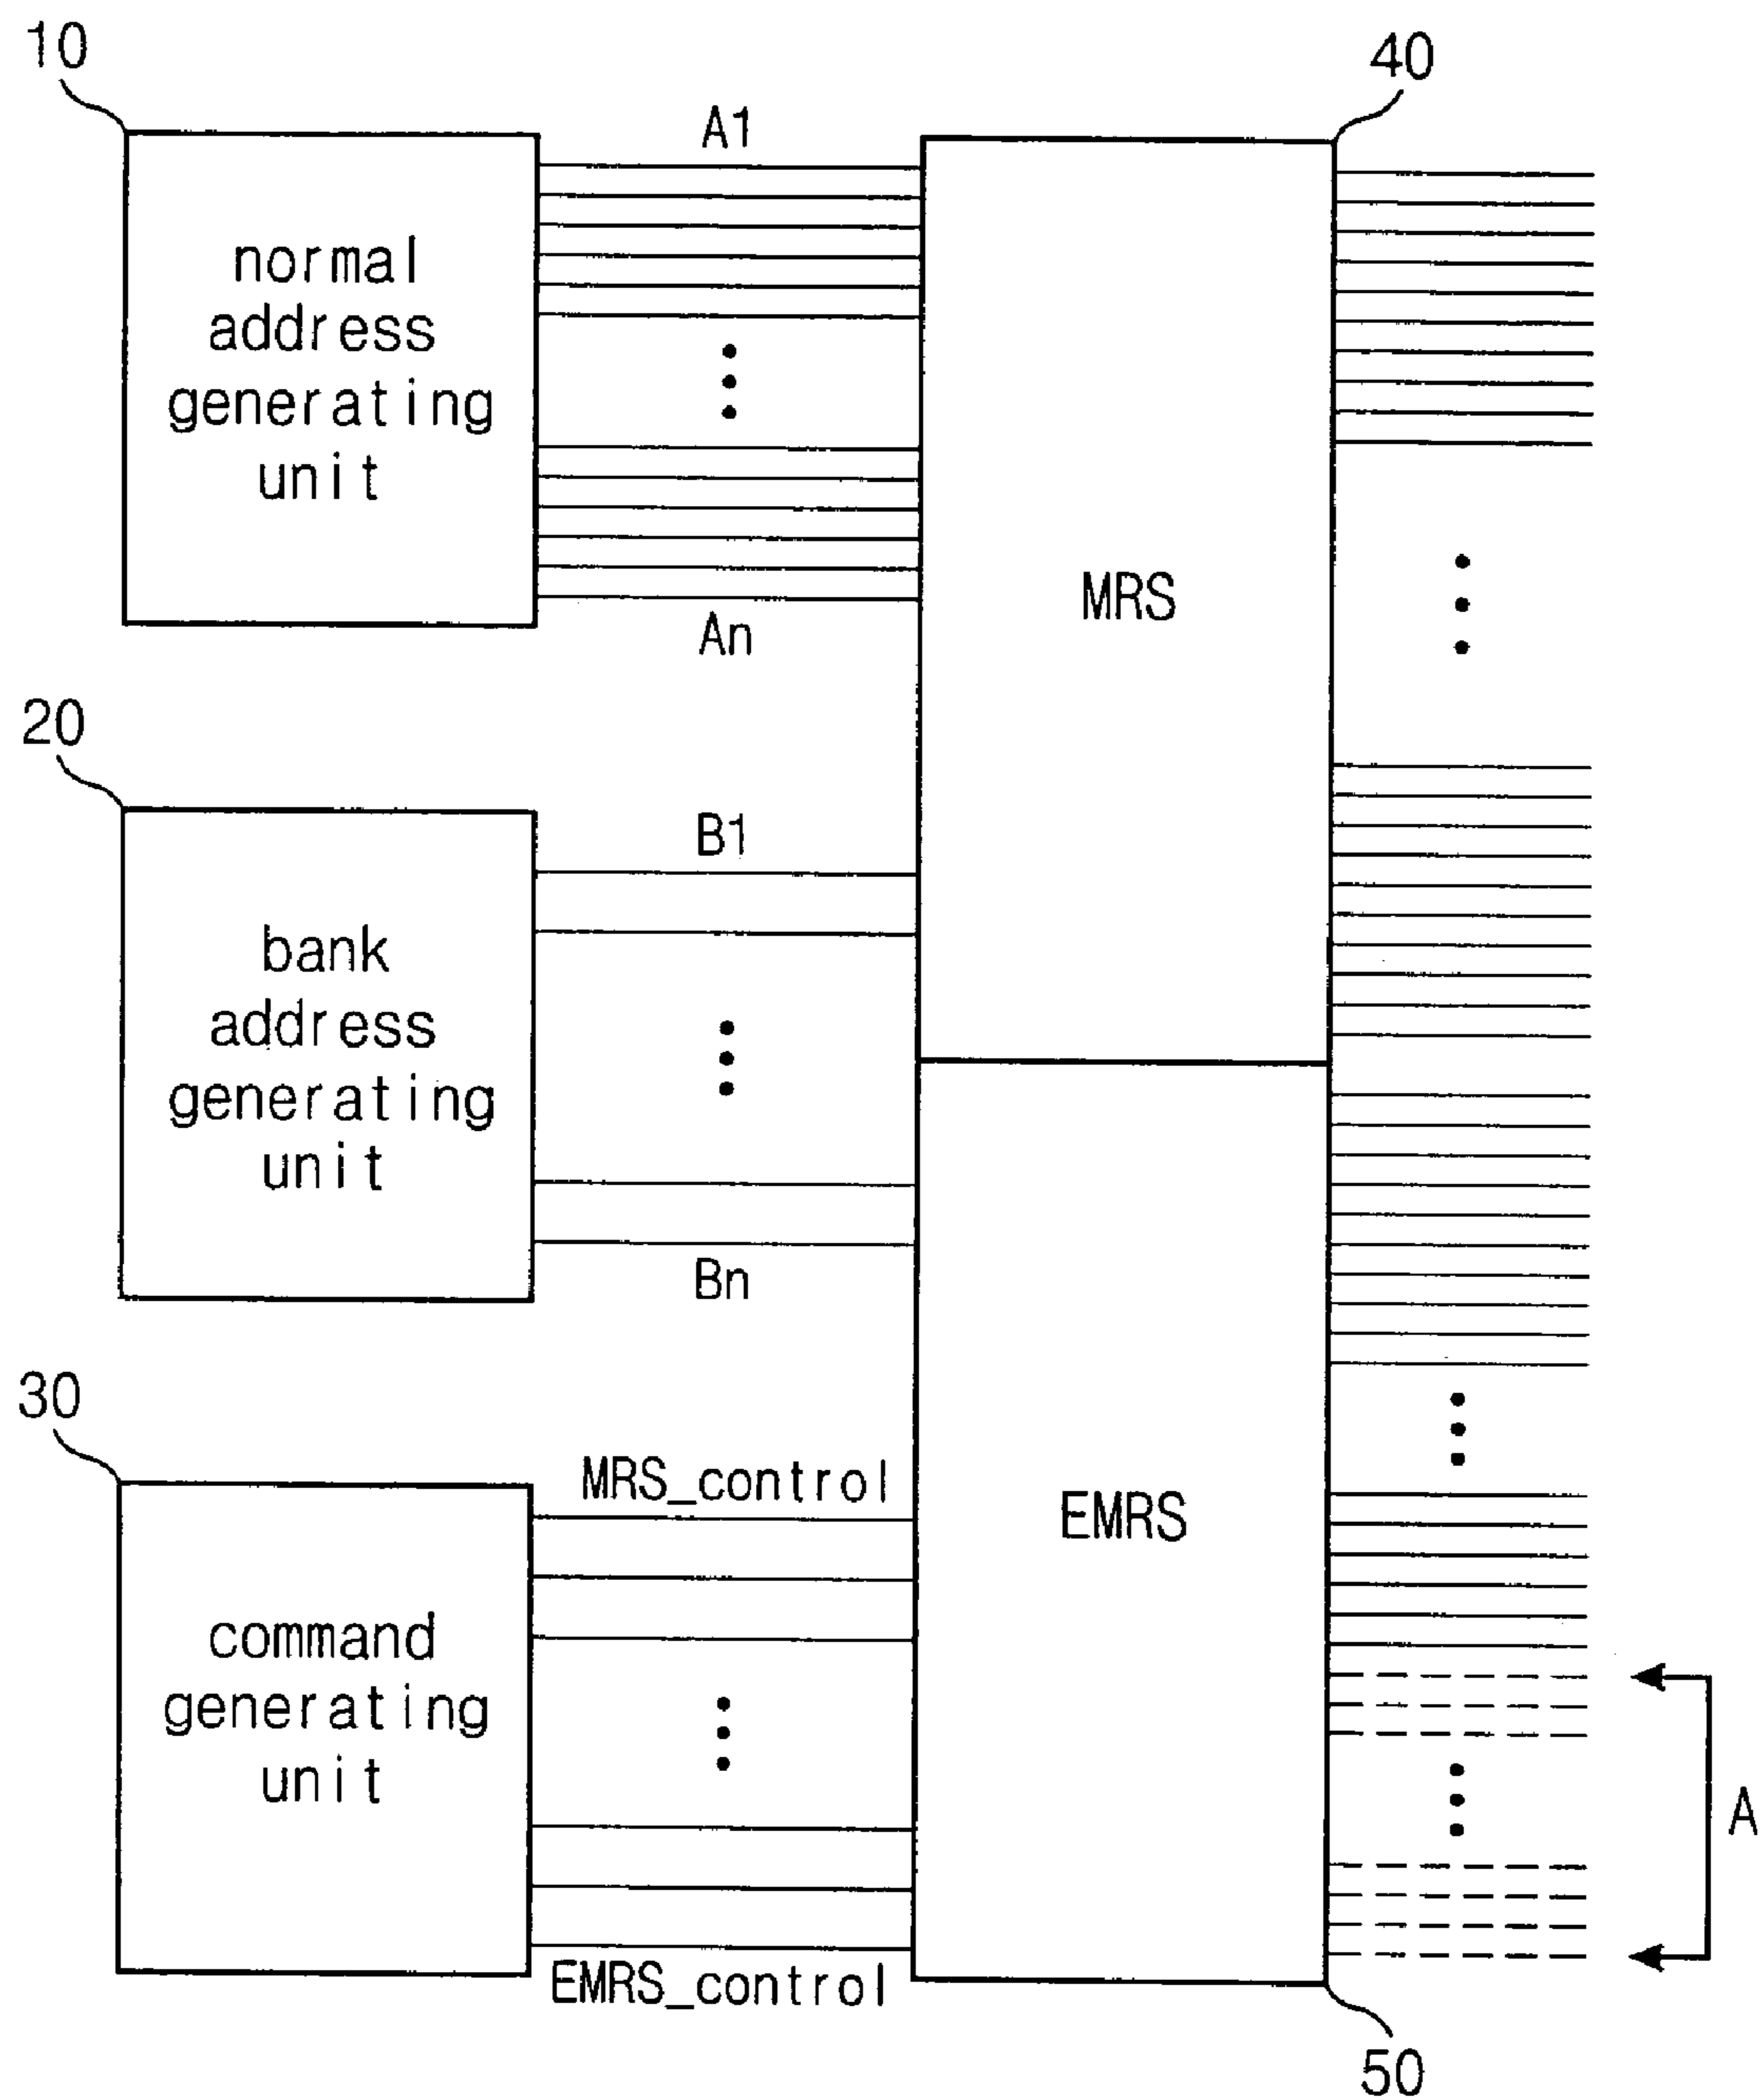 10
40
A1
normal
address
generating
unit
MRS
An
20
B1
bank
address
generating
unit
Bn
30
MRS_control
EMRS
command
generating
unit
A
EMRS_control
50